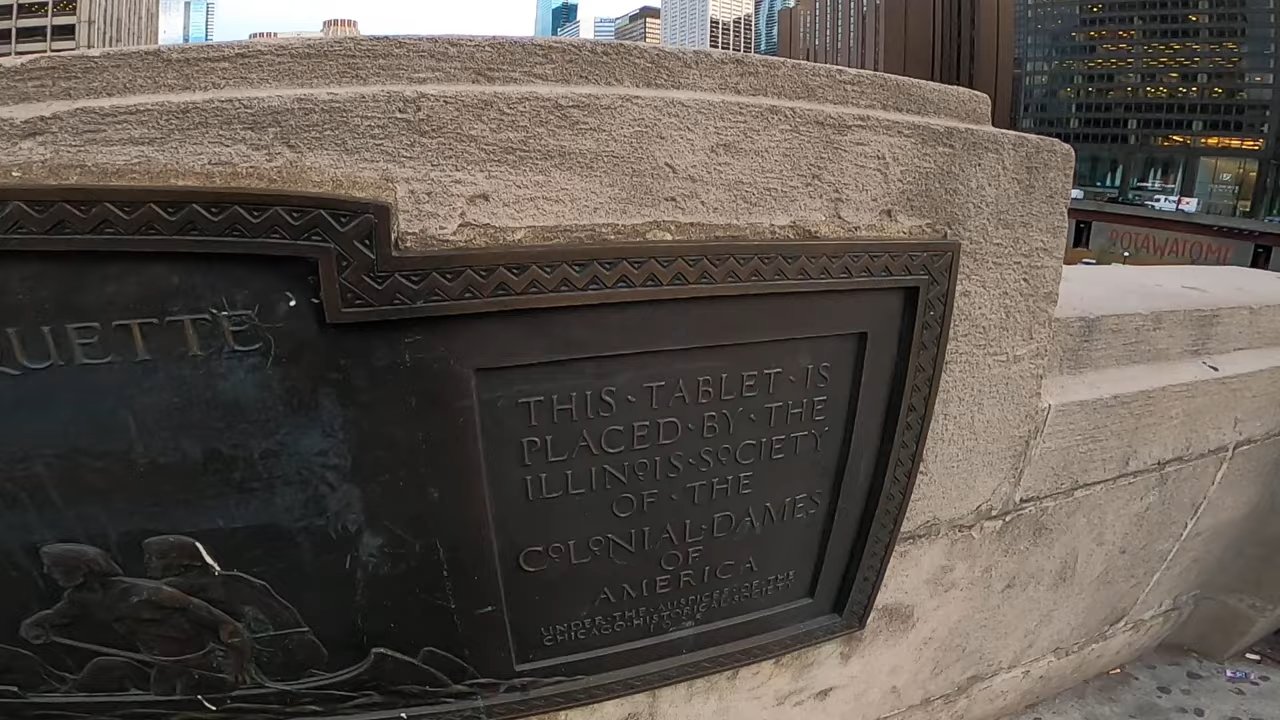 QUETTE
THIS·TABLET·IS
PLACED·BY·THE
ILLINOIS·SOCIETY
OF·THE
COLONIAL·DAMES
OF
AMERICA
UNDER·THE·AUSPICES·OF·THE
CHICAGO·HISTORICAL·SOCIETY
POTAWATOMI